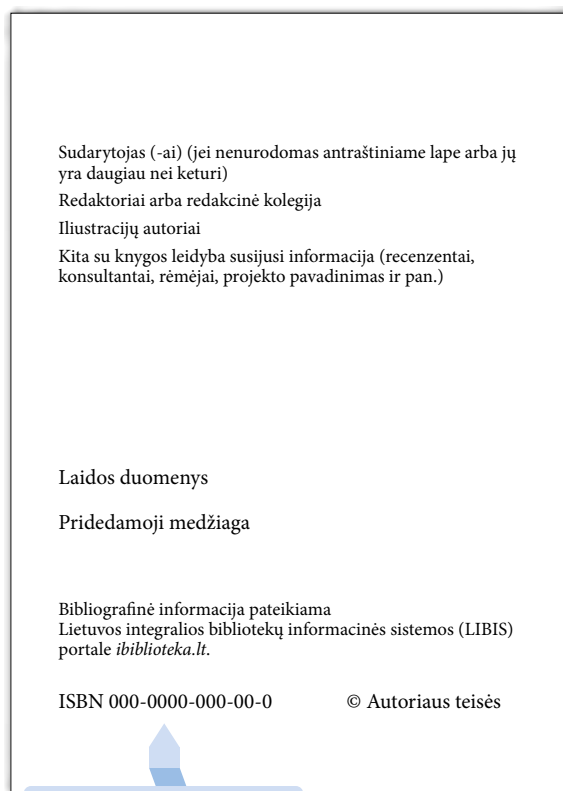 Sudarytojas (-ai) (jei nenurodomas antraštiniame lape arba jų
yra daugiau nei keturi)
Redaktoriai arba redakcinė kolegija
Iliustracijų autoriai
Kita su knygos leidyba susijusi informacija (recenzentai,
konsultantai, rėmėjai, projekto pavadinimas ir pan.)
Laidos duomenys
Pridedamoji medžiaga
Bibliografinė informacija pateikiama
Lietuvos integralios bibliotekų informacinės sistemos (LIBIS)
portale ibiblioteka.lt.
ISBN 000-0000-000-00-0 © Autoriaus teisės